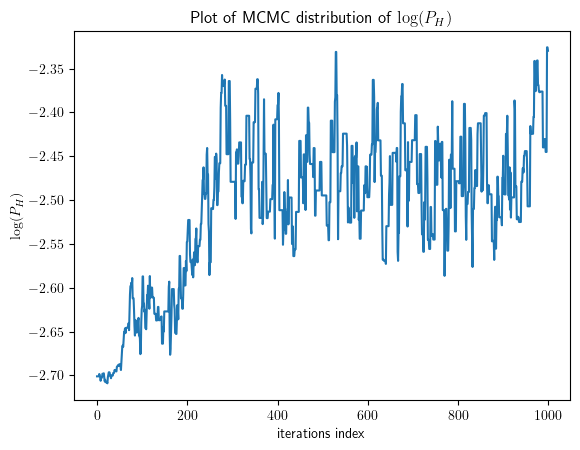 Plot of MCMC distribution of log(P_H)
log(P_H)
−2.35
−2.40
−2.45
−2.50
−2.55
−2.60
−2.65
−2.70
0 200 400 600 800 1000
iterations index